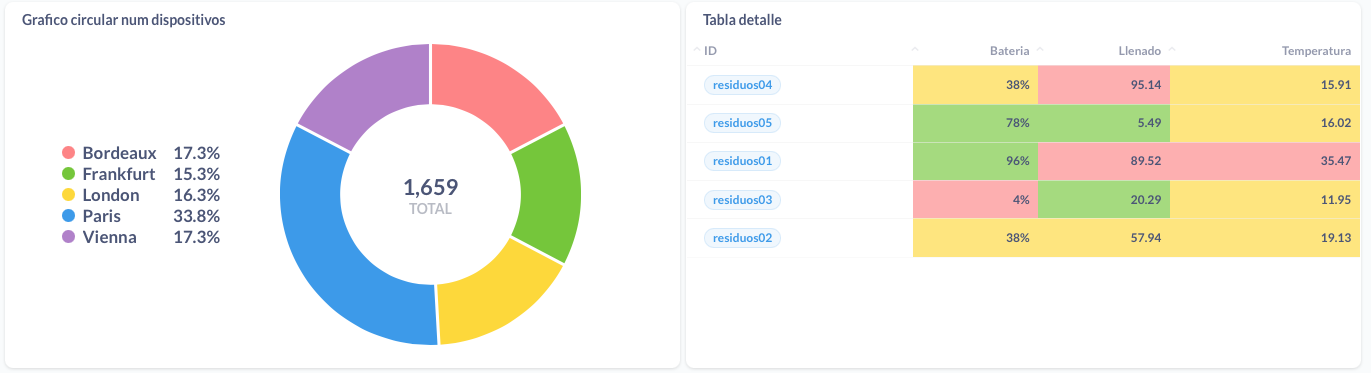 Grafico circular num dispositivos
Bordeaux 17.3%
Frankfurt 15.3%
London 16.3%
Paris 33.8%
Vienna 17.3%
1,659
TOTAL
Tabla detalle
ID Bateria Llenado Temperatura
residuos04 38% 95.14 15.91
residuos05 78% 5.49 16.02
residuos01 96% 89.52 35.47
residuos03 4% 20.29 11.95
residuos02 38% 57.94 19.13